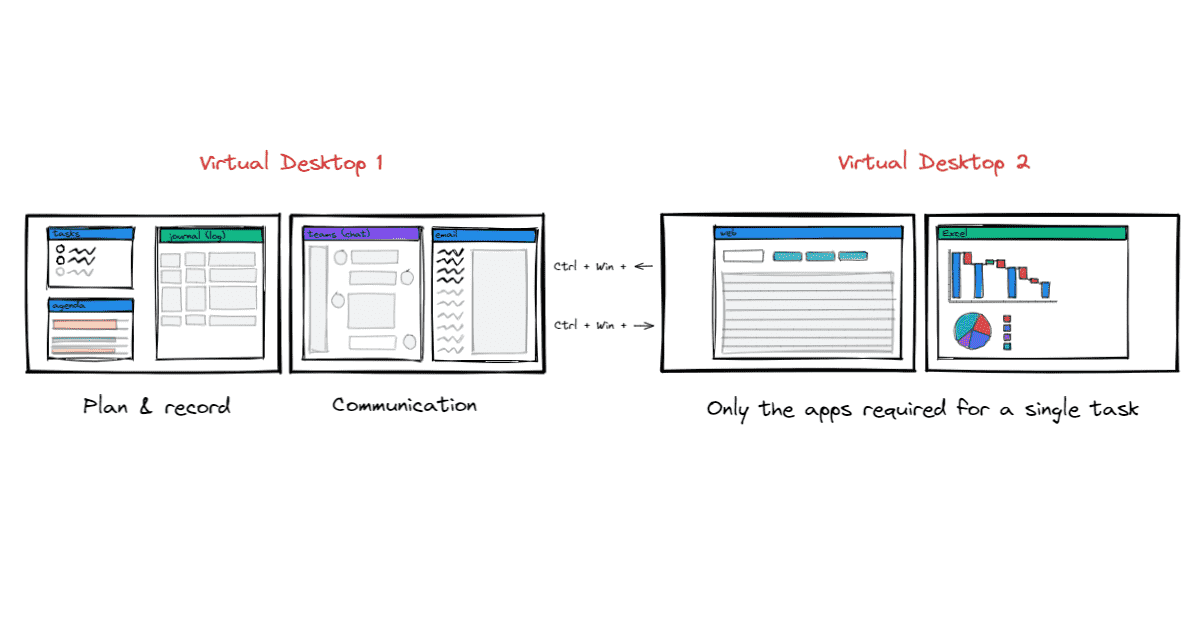 Virtual Desktop 1
Virtual Desktop 2
tasks
journal (log)
teams (chat)
email
web
Excel
agenda
Ctrl + Win + ←
Ctrl + Win + →
Plan & record
Communication
Only the apps required for a single task